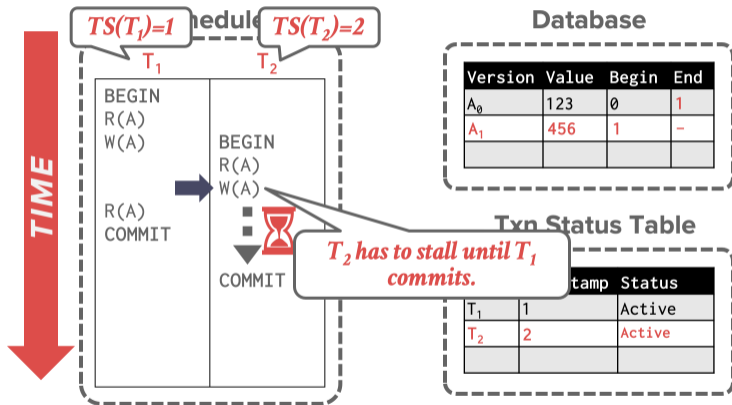 TS(T1)=1
TS(T2)=2
T1
T2
BEGIN
R(A)
W(A)
BEGIN
R(A)
W(A)
R(A)
COMMIT
COMMIT
TIME
T2 has to stall until T1
commits.
Database
Version Value Begin End
A0 123 0 1
A1 456 1 –
Txn Status Table
Status
T1 1 Active
T2 2 Active